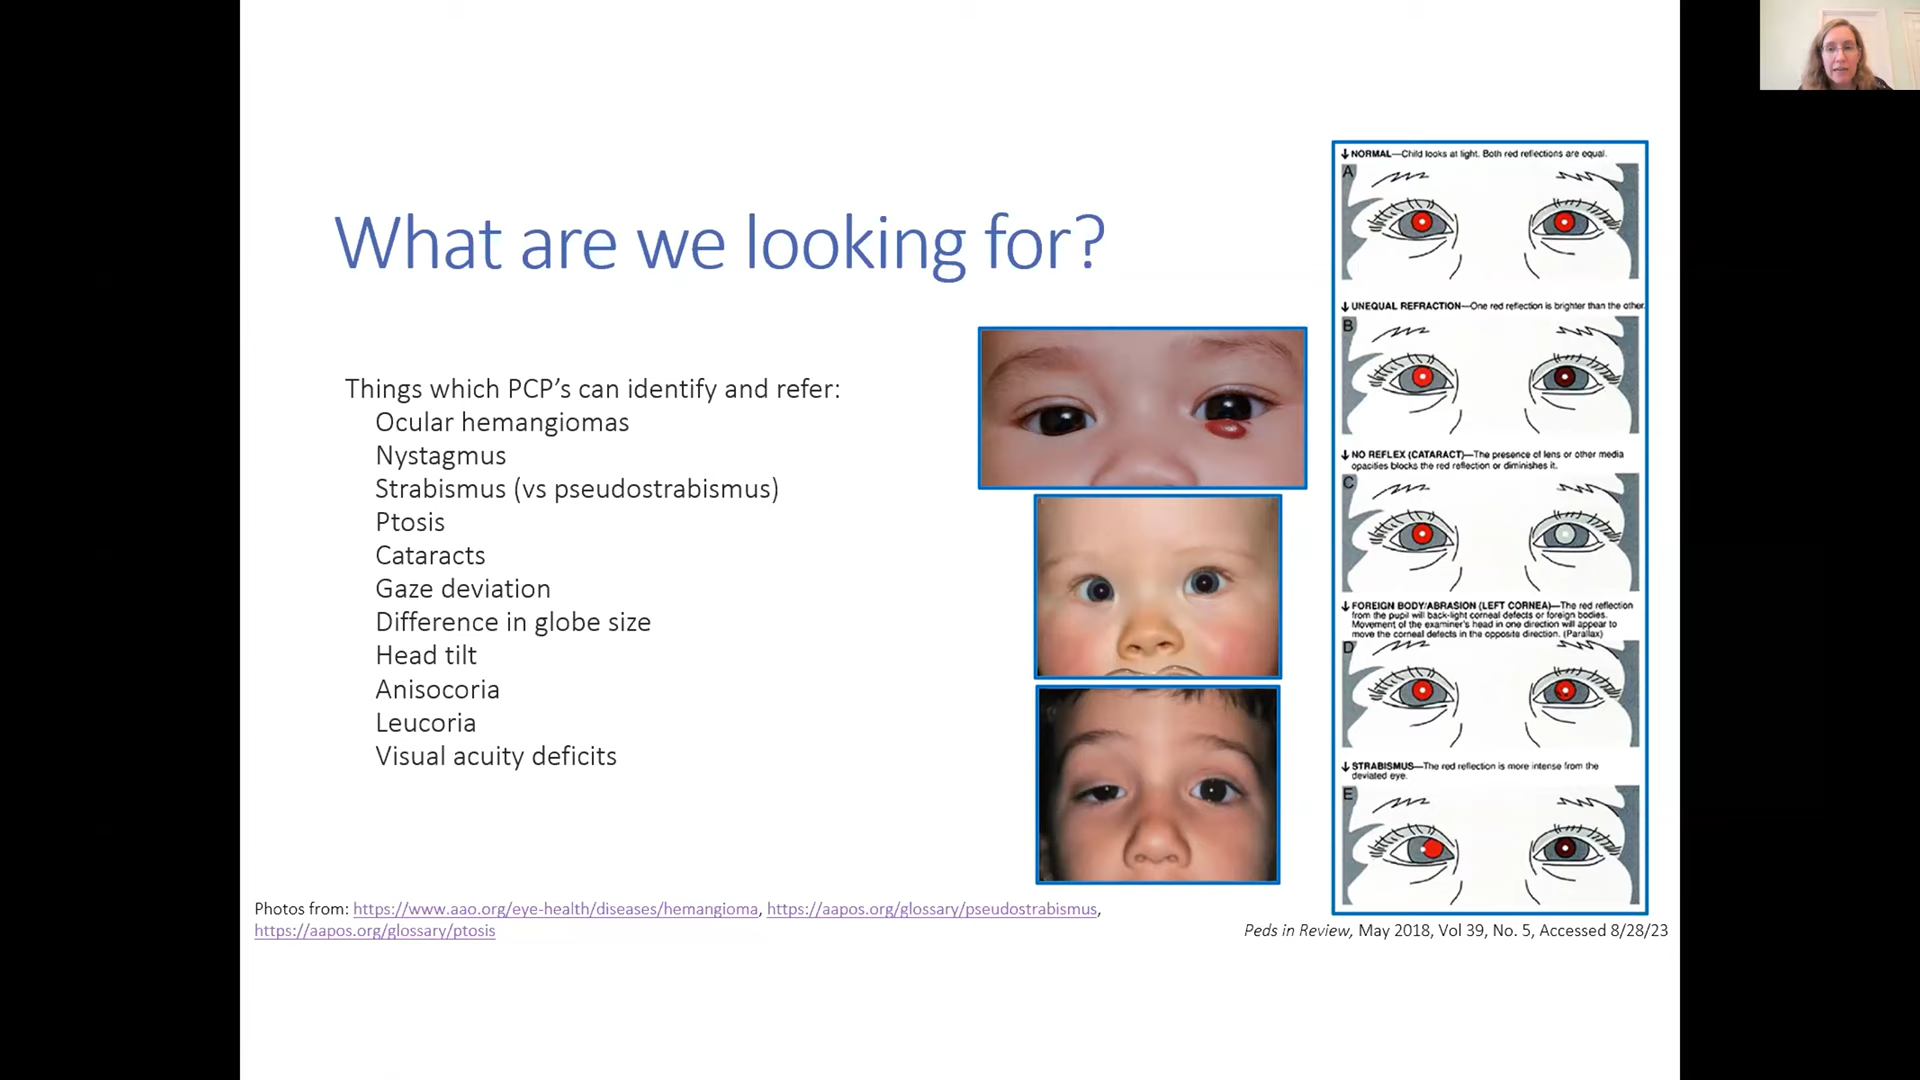 What are we looking for?
Things which PCP’s can identify and refer:
Ocular hemangiomas
Nystagmus
Strabismus (vs pseudostrabismus)
Ptosis
Cataracts
Gaze deviation
Difference in globe size
Head tilt
Anisocoria
Leucoria
Visual acuity deficits
↓ NORMAL—Child looks at light. Both red reflections are equal.
A
↓ UNEQUAL REFRACTION—One red reflection is brighter than the other.
B
↓ NO REFLEX (CATARACT)—The presence of lens or other media
opacities blocks the red reflection or diminishes it.
C
↓ FOREIGN BODY/ABRASION (LEFT CORNEA)—The red reflection
from the pupil will back-light corneal defects or foreign bodies.
Movement of the examiner's head in one direction will appear to
move the corneal defects in the opposite direction. (Parallax)
D
↓ STRABISMUS—The red reflection is more intense from the
deviated eye.
E
Photos from: https://www.aao.org/eye-health/diseases/hemangioma, https://aapos.org/glossary/pseudostrabismus,
https://aapos.org/glossary/ptosis
Peds in Review, May 2018, Vol 39, No. 5, Accessed 8/28/23